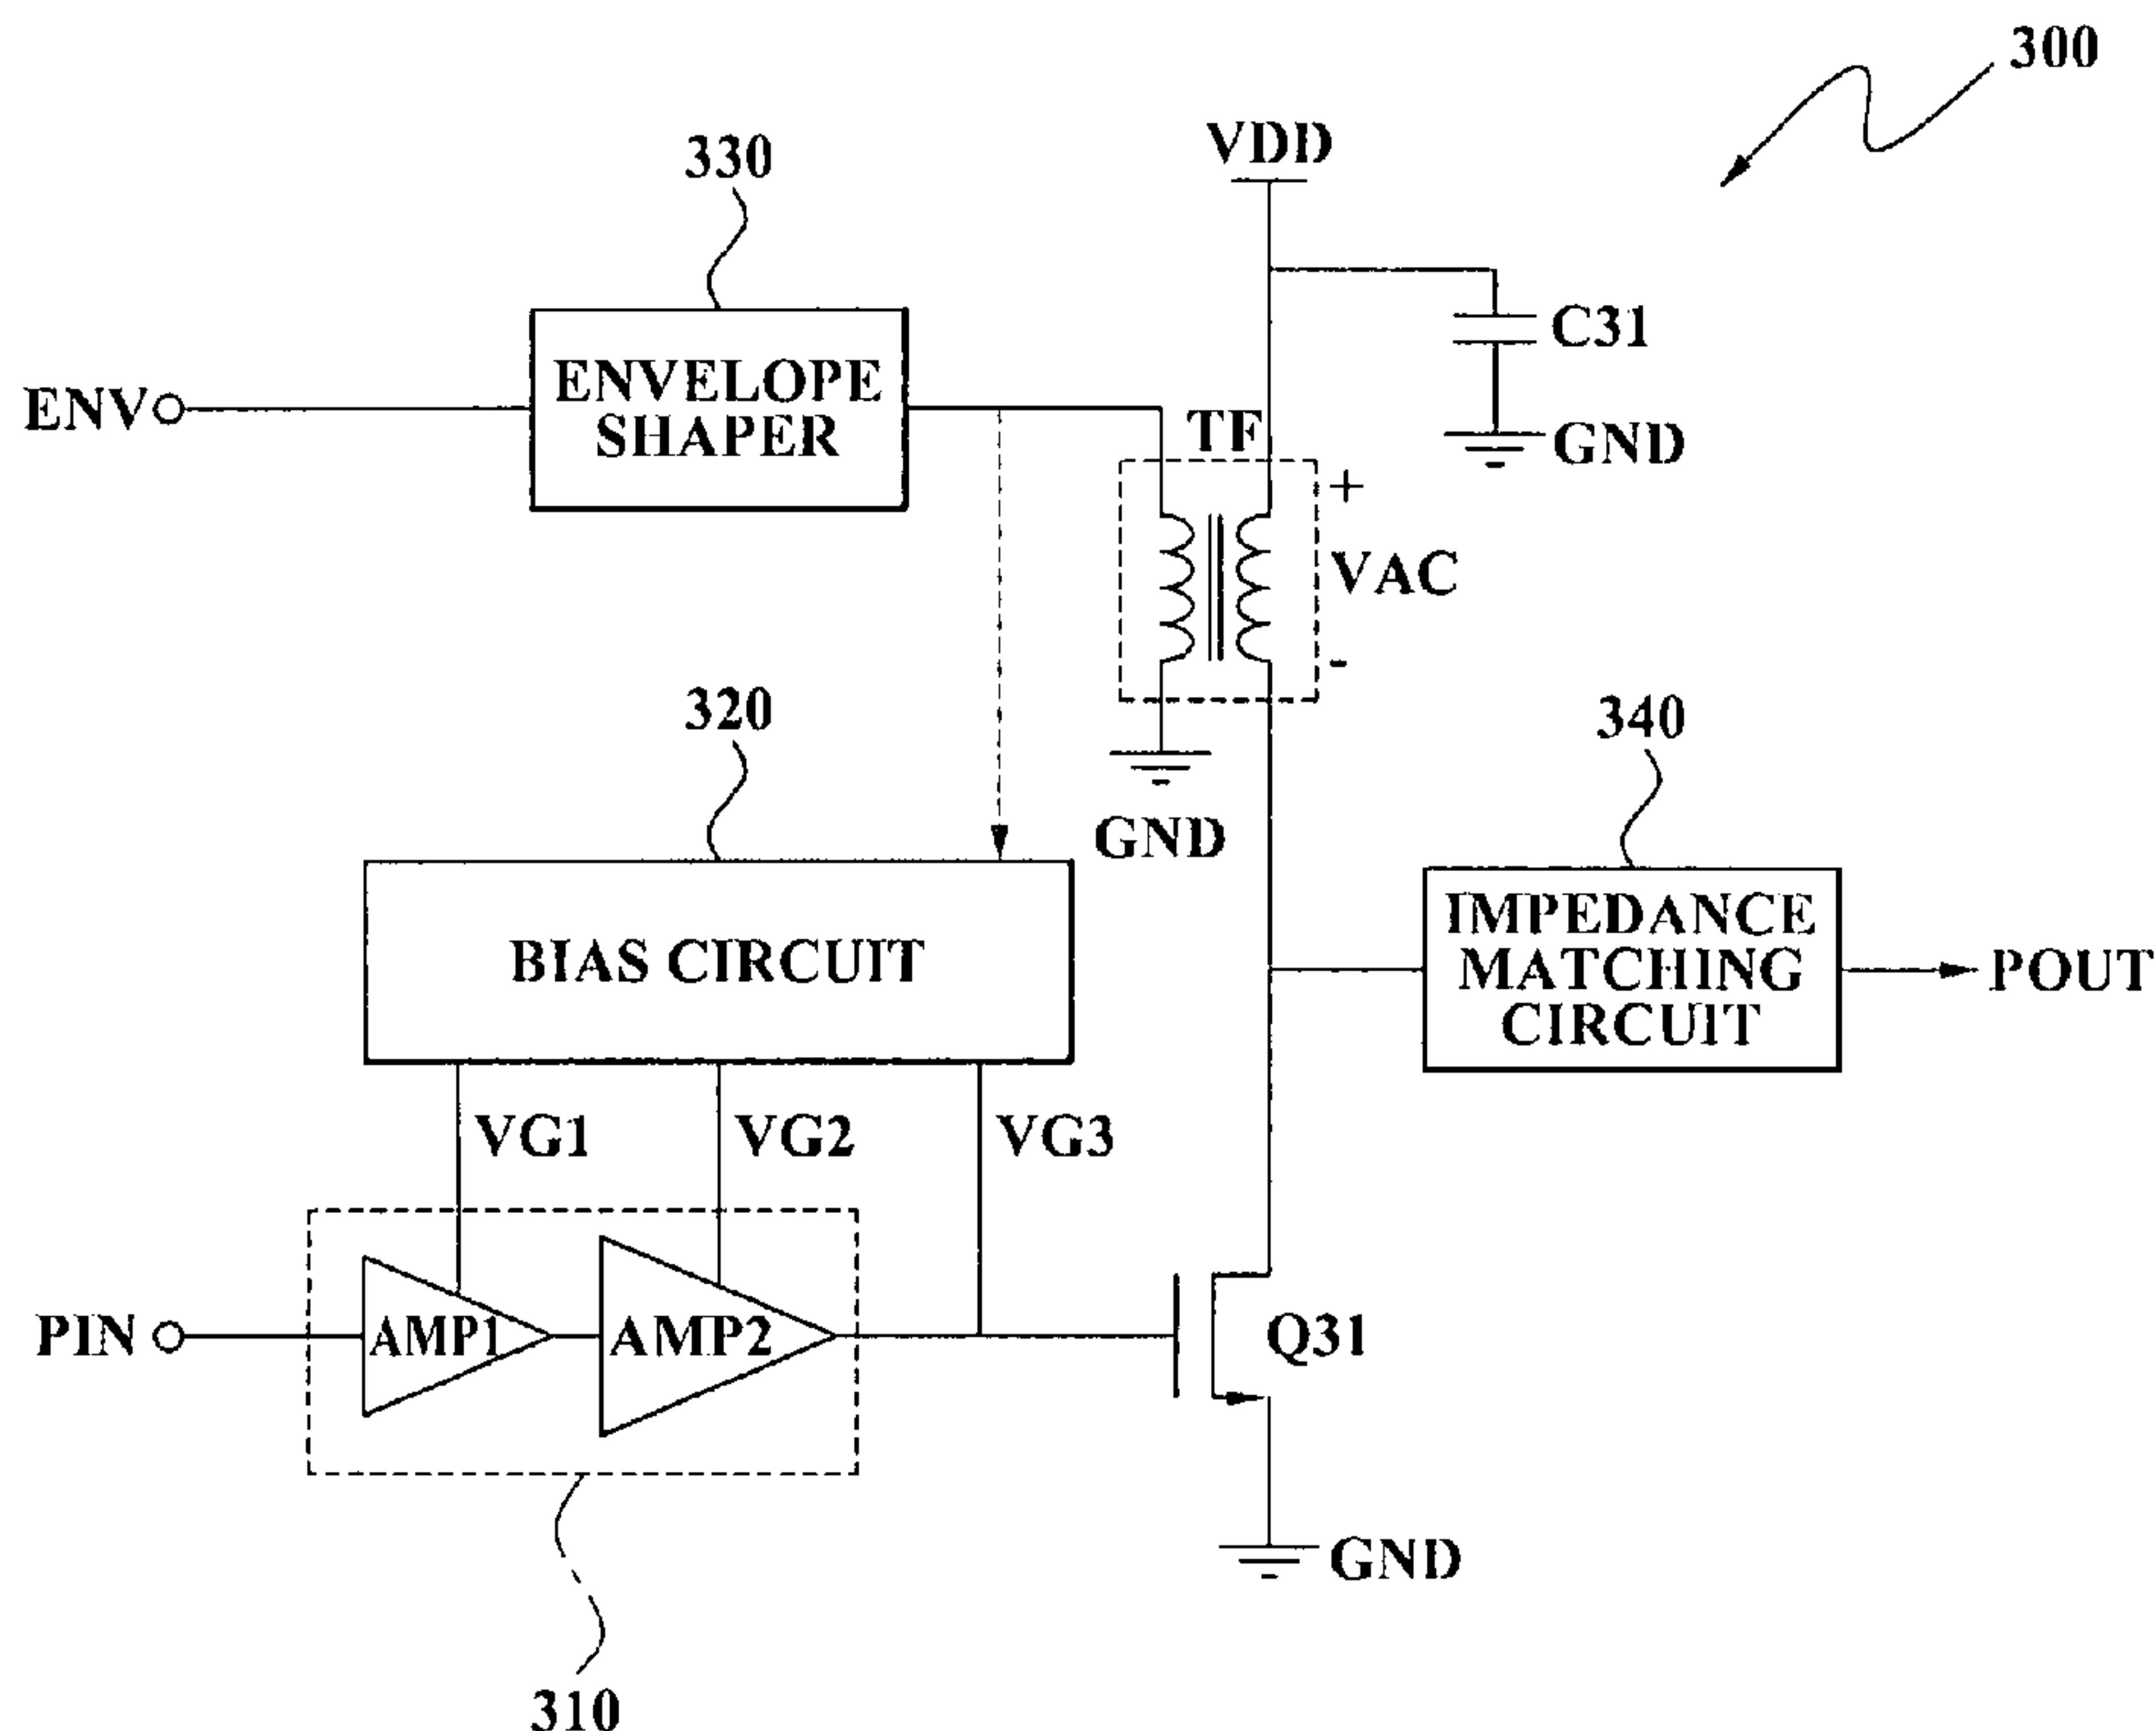 300
VDD
330
C31
ENVELOPE
SHAPER
ENV
TF
GND
+
VAC
-
320
340
GND
IMPEDANCE
MATCHING
CIRCUIT
BIAS CIRCUIT
POUT
VG1
VG2
VG3
PIN
AMP1
AMP2
Q31
GND
310